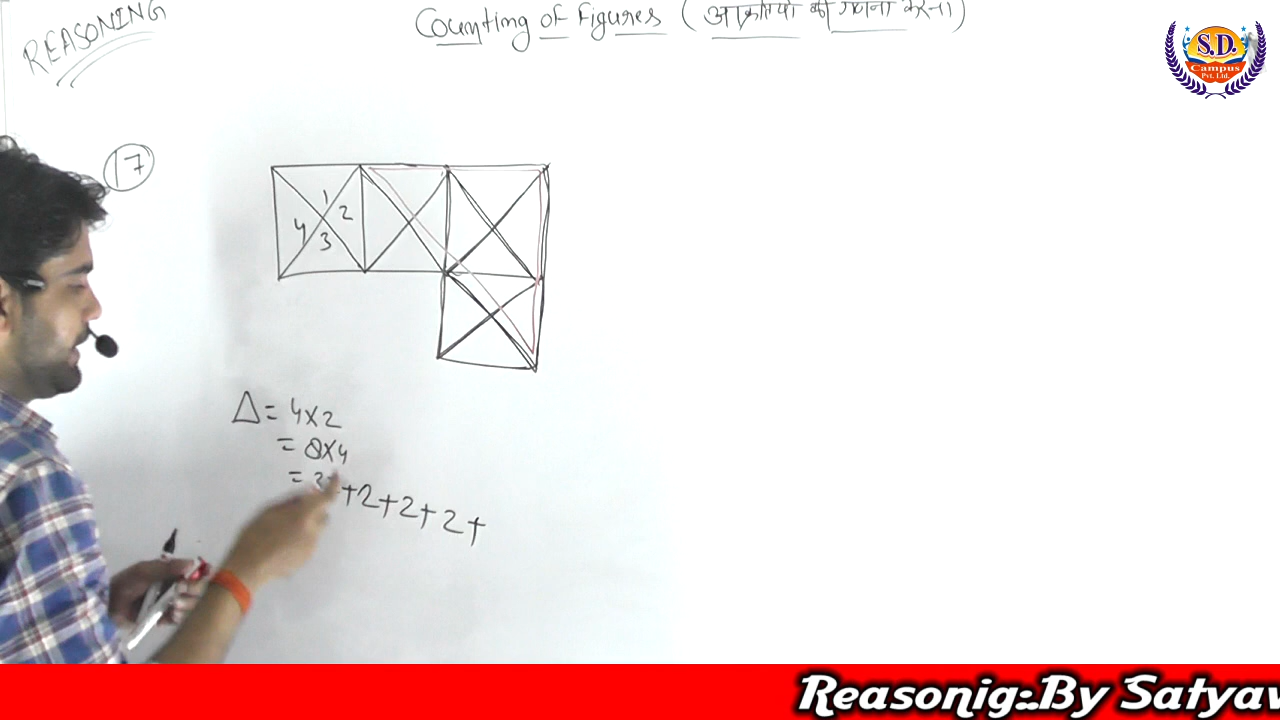 REASONING
Counting of figures (आकृतियों की गणना करना)
S.D.
Campus
Pvt. Ltd.
17
1
2
4
3
Δ = 4×2
= 8×4
= 32 +2+2+2+
Reasonig:.By Satyav